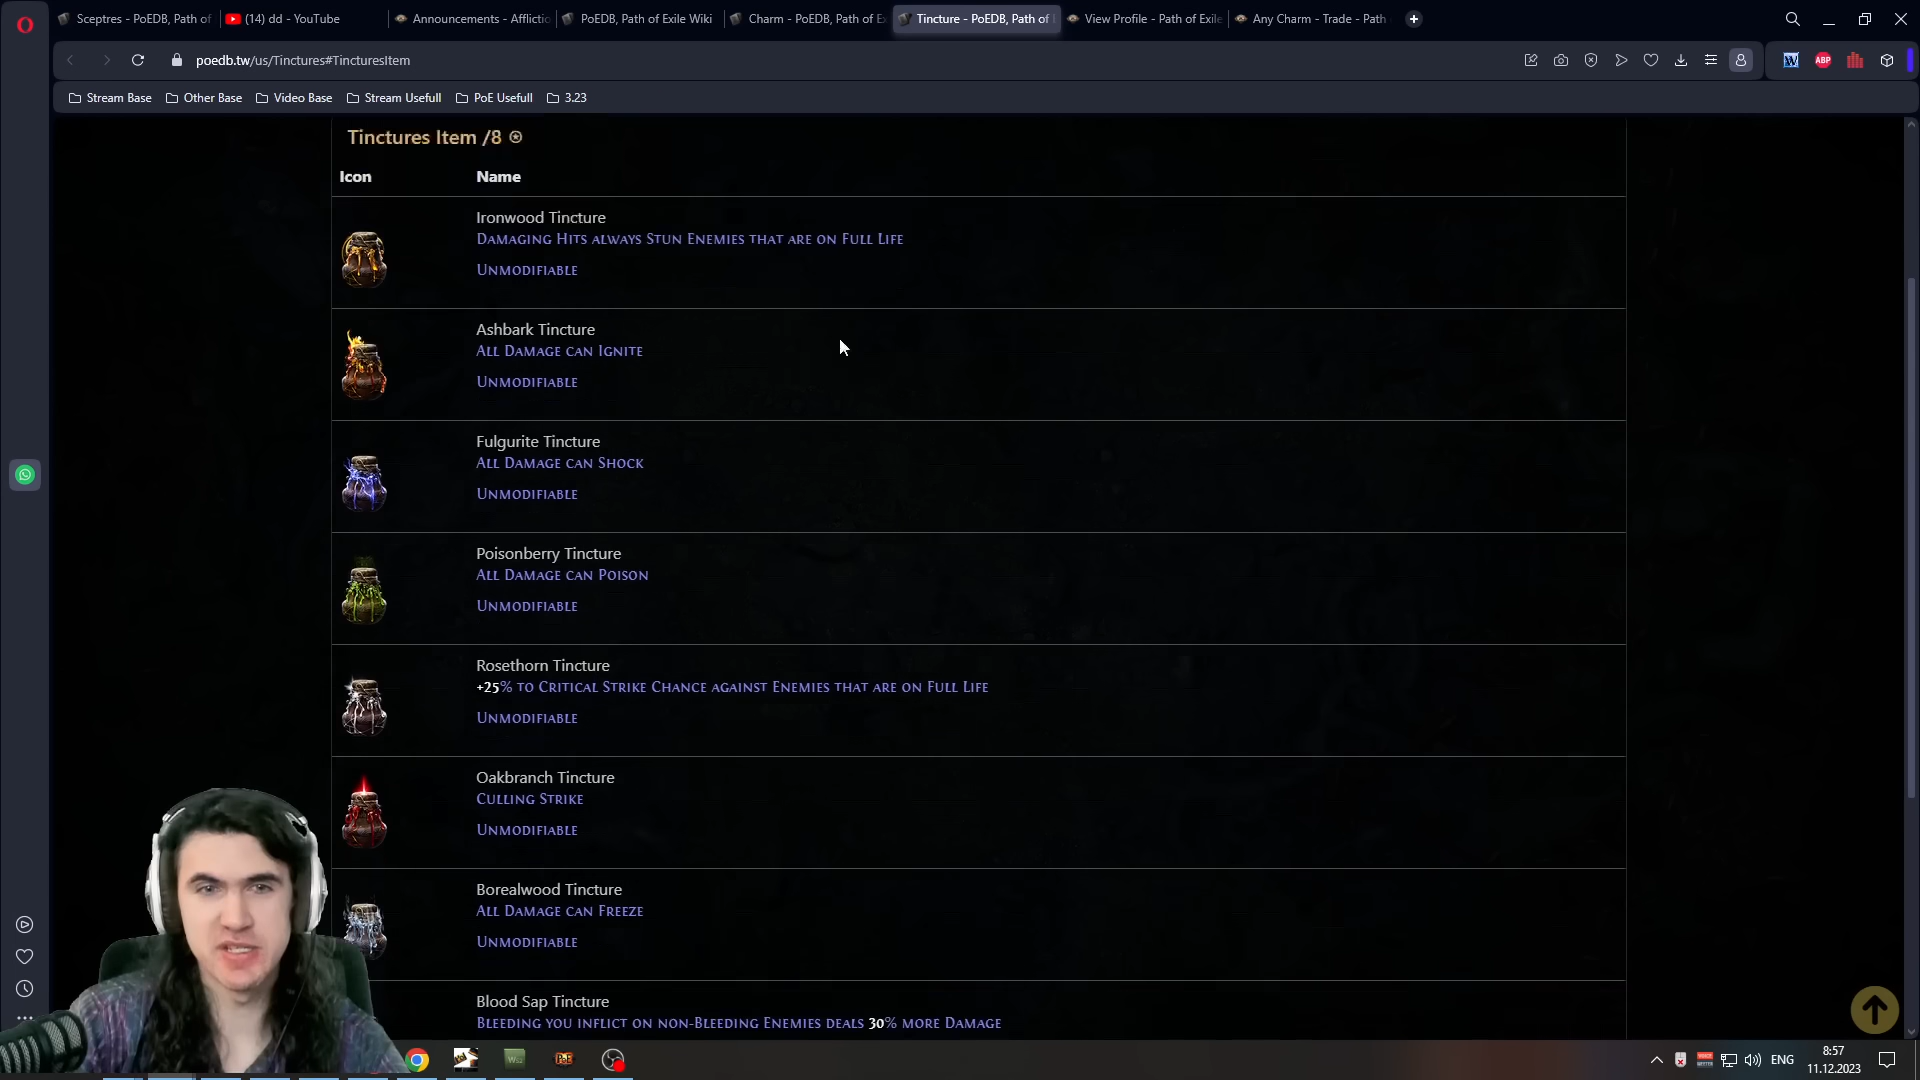 Sceptres - PoEDB, Path of
(14) dd - YouTube
Announcements - Afflictio
PoEDB, Path of Exile Wiki
Charm - PoEDB, Path of Ex
Tincture - PoEDB, Path of
View Profile - Path of Exile
Any Charm - Trade - Path
poedb.tw/us/Tinctures#TincturesItem
ABP
Stream Base
Other Base
Video Base
Stream Usefull
PoE Usefull
3.23
Tinctures Item /8
Icon
Name
Ironwood Tincture
Damaging Hits always Stun Enemies that are on Full Life
Unmodifiable
Ashbark Tincture
All Damage can Ignite
Unmodifiable
Fulgurite Tincture
All Damage can Shock
Unmodifiable
Poisonberry Tincture
All Damage can Poison
Unmodifiable
Rosethorn Tincture
+25% to Critical Strike Chance against Enemies that are on Full Life
Unmodifiable
Oakbranch Tincture
Culling Strike
Unmodifiable
Borealwood Tincture
All Damage can Freeze
Unmodifiable
Blood Sap Tincture
Bleeding you inflict on non-Bleeding Enemies deals 30% more Damage
PoE
ENG
8:57
11.12.2023